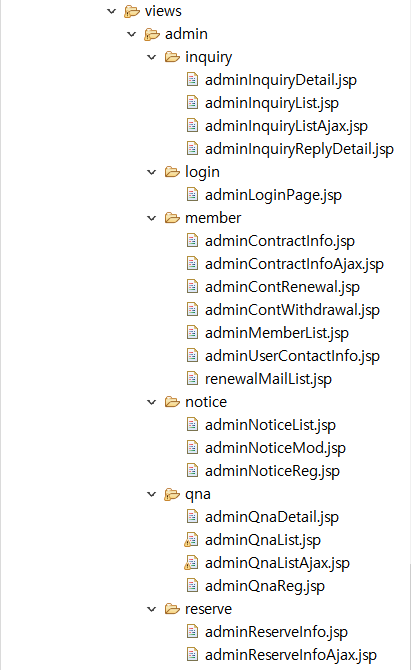 views
admin
inquiry
adminInquiryDetail.jsp
adminInquiryList.jsp
adminInquiryListAjax.jsp
adminInquiryReplyDetail.jsp
login
adminLoginPage.jsp
member
adminContractInfo.jsp
adminContractInfoAjax.jsp
adminContRenewal.jsp
adminContWithdrawal.jsp
adminMemberList.jsp
adminUserContactInfo.jsp
renewalMailList.jsp
notice
adminNoticeList.jsp
adminNoticeMod.jsp
adminNoticeReg.jsp
qna
adminQnaDetail.jsp
adminQnaList.jsp
adminQnaListAjax.jsp
adminQnaReg.jsp
reserve
adminReserveInfo.jsp
adminReserveInfoAjax.jsp